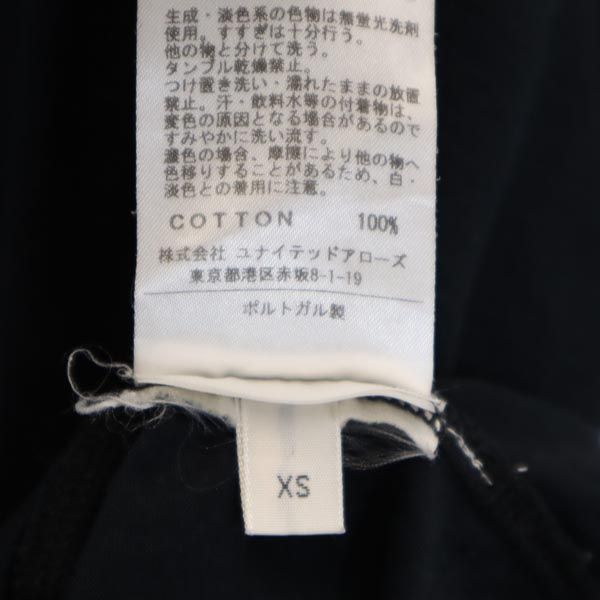 生成・淡色系の色物は無蛍光洗剤
使用。すすぎは十分行う。
他の物と分けて洗う。
タンブル乾燥禁止。
つけ置き洗い・濡れたままの放置
禁止。汗・飲料水等の付着物は、
変色の原因となる場合があるので
すみやかに洗い流す。
濃色の場合、摩擦により他の物へ
色移りすることがあるため、白・
淡色との着用に注意。
COTTON 100%
株式会社 ユナイテッドアローズ
東京都港区赤坂8-1-19
ポルトガル製
XS